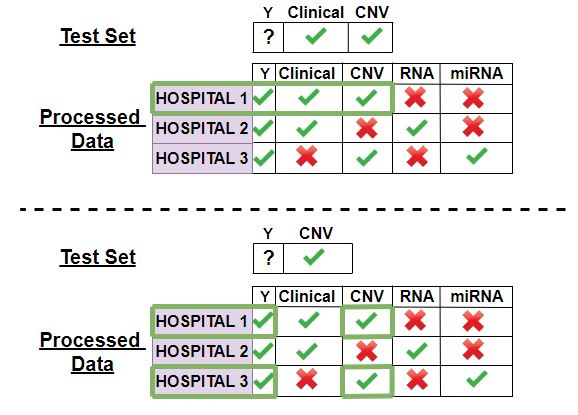 Y Clinical CNV
Test Set ?
Y Clinical CNV RNA miRNA
HOSPITAL 1
Processed Data
HOSPITAL 2
HOSPITAL 3
Y CNV
Test Set ?
Y Clinical CNV RNA miRNA
HOSPITAL 1
Processed Data
HOSPITAL 2
HOSPITAL 3